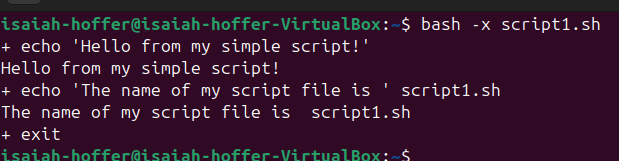 isaiah-hoffer@isaiah-hoffer-VirtualBox:~$ bash -x script1.sh
+ echo 'Hello from my simple script!'
Hello from my simple script!
+ echo 'The name of my script file is ' script1.sh
The name of my script file is  script1.sh
+ exit
isaiah-hoffer@isaiah-hoffer-VirtualBox:~$